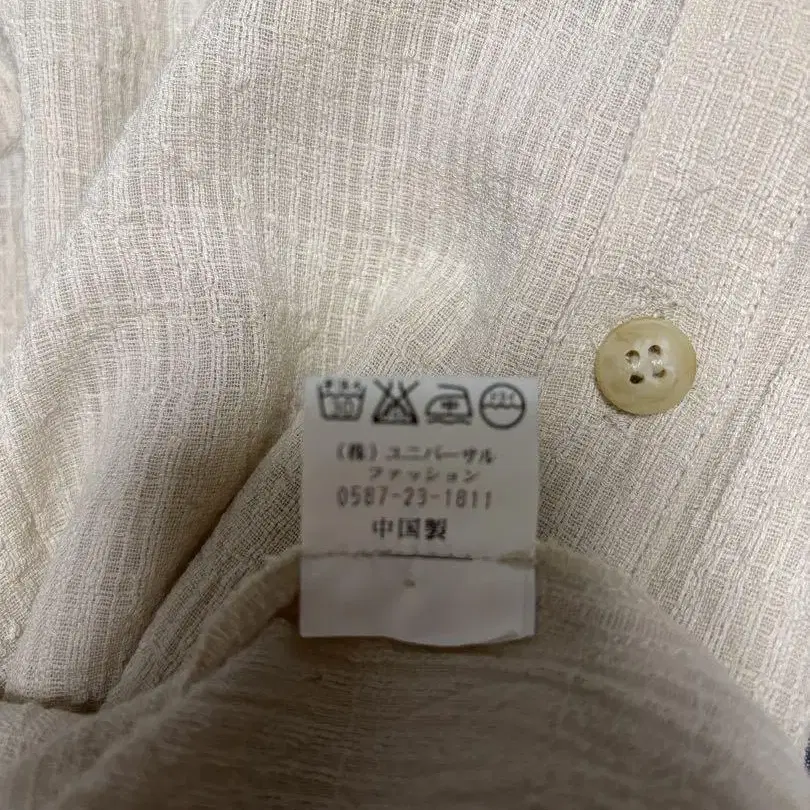 中
(株)ユニバーサル
ファッション
0587-23-1811
中国製